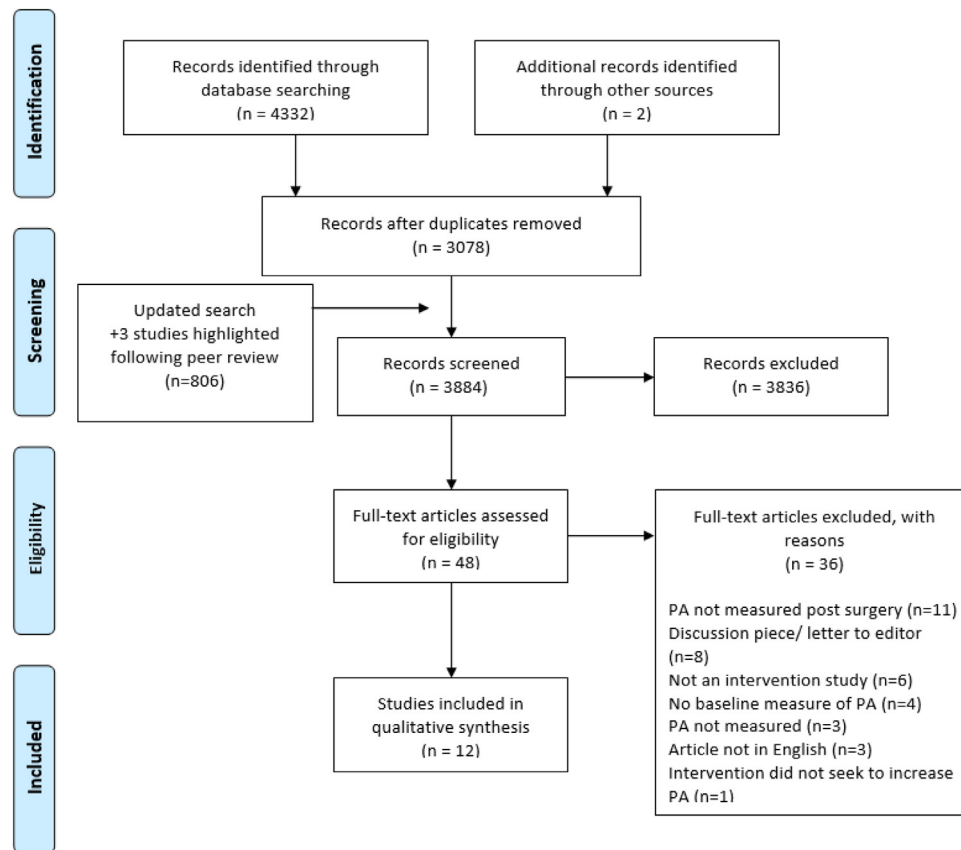 Identification
Records identified through
database searching
(n = 4332)
Additional records identified
through other sources
(n = 2)
Records after duplicates removed
(n = 3078)
Screening
Updated search
+3 studies highlighted
following peer review
(n=806)
Records screened
(n = 3884)
Records excluded
(n = 3836)
Eligibility
Full-text articles assessed
for eligibility
(n = 48)
Full-text articles excluded, with
reasons
(n = 36)
PA not measured post surgery (n=11)
Discussion piece/ letter to editor
(n=8)
Not an intervention study (n=6)
No baseline measure of PA (n=4)
PA not measured (n=3)
Article not in English (n=3)
Intervention did not seek to increase
PA (n=1)
Included
Studies included in
qualitative synthesis
(n = 12)